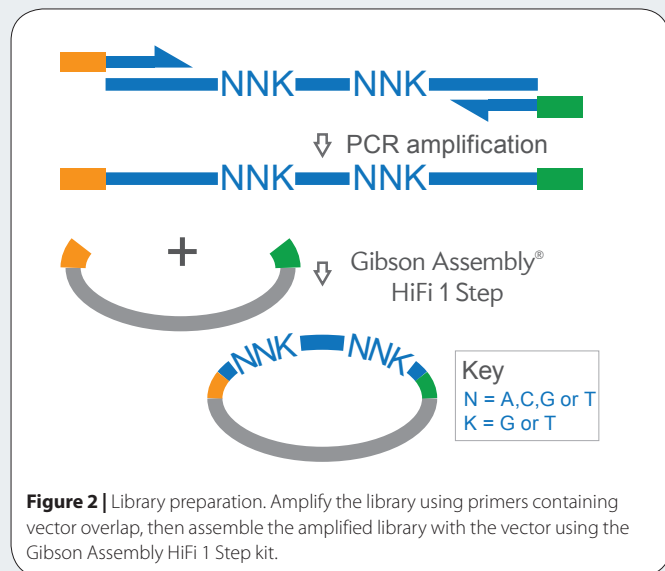 NNK NNK
PCR amplification
NNK NNK
+
Gibson Assembly®
HiFi 1 Step
NNK NNK
Key
N = A,C,G or T
K = G or T
Figure 2 | Library preparation. Amplify the library using primers containing
vector overlap, then assemble the amplified library with the vector using the
Gibson Assembly HiFi 1 Step kit.